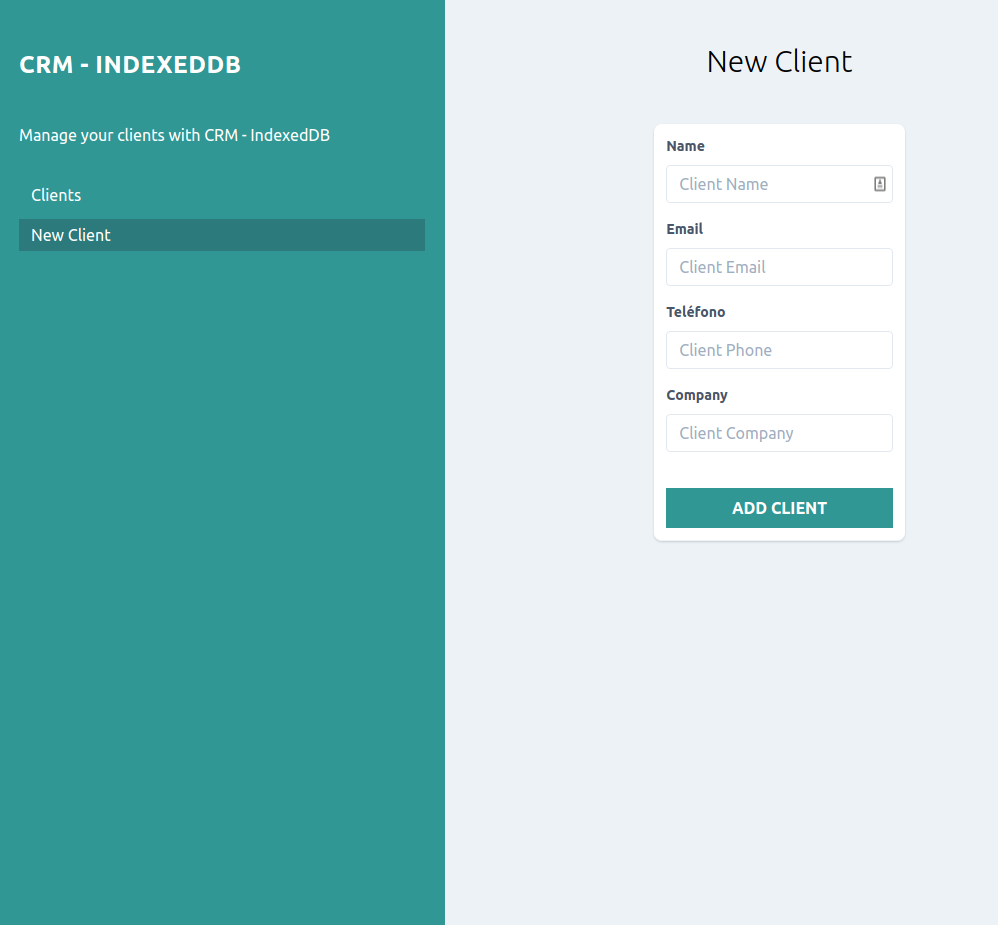 CRM - INDEXEDDB
Manage your clients with CRM - IndexedDB
Clients
New Client
New Client
Name
Client Name
Email
Client Email
Teléfono
Client Phone
Company
Client Company
ADD CLIENT